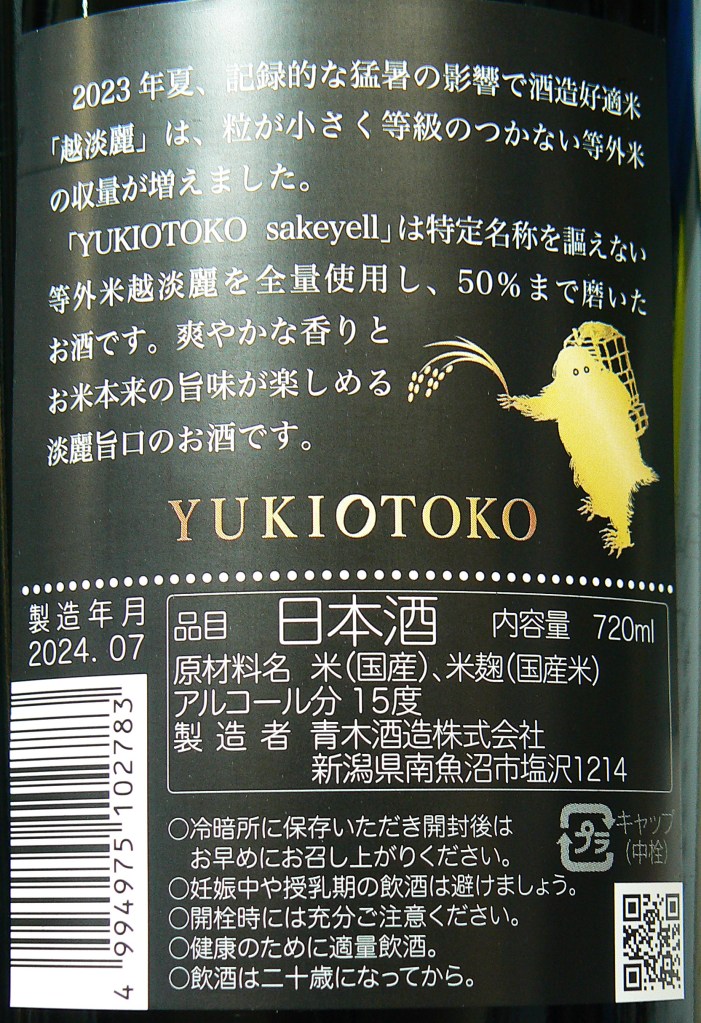 2023年夏、記録的な猛暑の影響で酒造好適米
「越淡麗」は、粒が小さく等級のつかない等外米
の収量が増えました。
「YUKIOTOKO sakeyell」は特定名称を謳えない
等外米越淡麗を全量使用し、50%まで磨いた
お酒です。爽やかな香りと
お米本来の旨味が楽しめる
淡麗旨口のお酒です。
YUKIOTOKO
製造年月
2024.07
品目 日本酒 内容量 720ml
原材料名 米(国産)、米麹(国産米)
アルコール分 15度
製造者 青木酒造株式会社
新潟県南魚沼市塩沢1214
○冷暗所に保存いただき開封後は
お早めにお召し上がりください。
○妊娠中や授乳期の飲酒は避けましょう。
○開栓時には充分ご注意ください。
○健康のために適量飲酒。
○飲酒は二十歳になってから。
プラ
キャップ
(中栓)
4 994975 102783